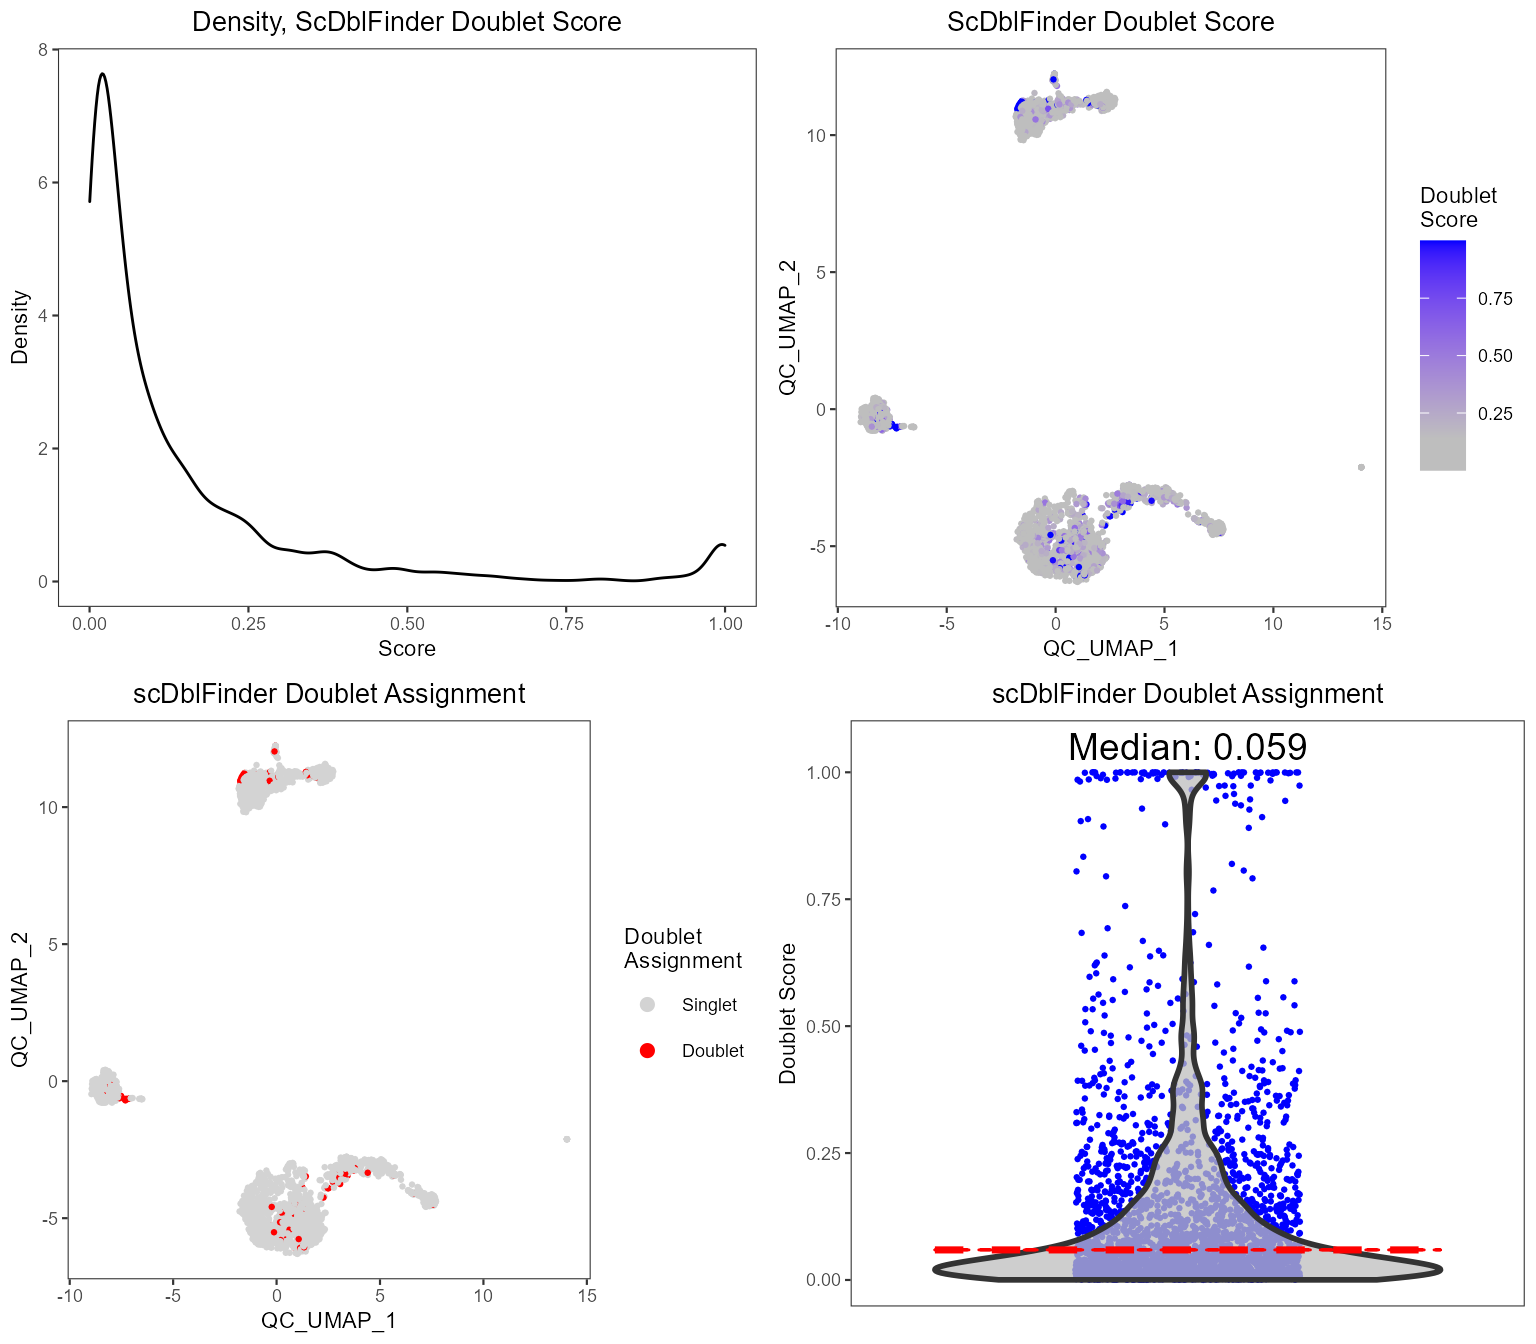 Density, ScDblFinder Doublet Score
8
6
4
2
0
Density
0.00 0.25 0.50 0.75 1.00
Score
ScDblFinder Doublet Score
10
5
0
-5
QC_UMAP_2
-10 -5 0 5 10 15
QC_UMAP_1
Doublet
Score
0.75
0.50
0.25
scDblFinder Doublet Assignment
10
5
0
-5
QC_UMAP_2
-10 -5 0 5 10 15
QC_UMAP_1
Doublet
Assignment
Singlet
Doublet
scDblFinder Doublet Assignment
Median: 0.059
1.00
0.75
0.50
0.25
0.00
Doublet Score